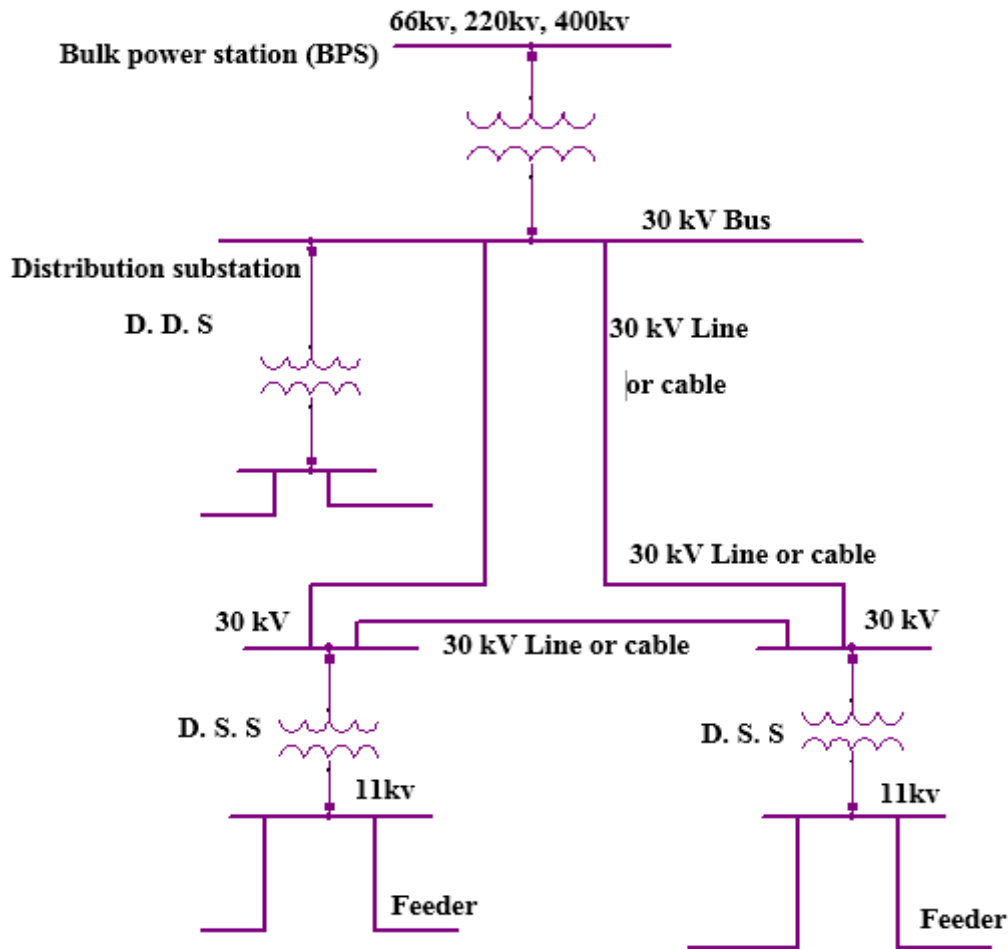 66kv, 220kv, 400kv
Bulk power station (BPS)
30 kV Bus
Distribution substation
D. D. S
30 kV Line
or cable
30 kV Line or cable
30 kV
30 kV
30 kV Line or cable
D. S. S
D. S. S
11kv
11kv
Feeder
Feeder